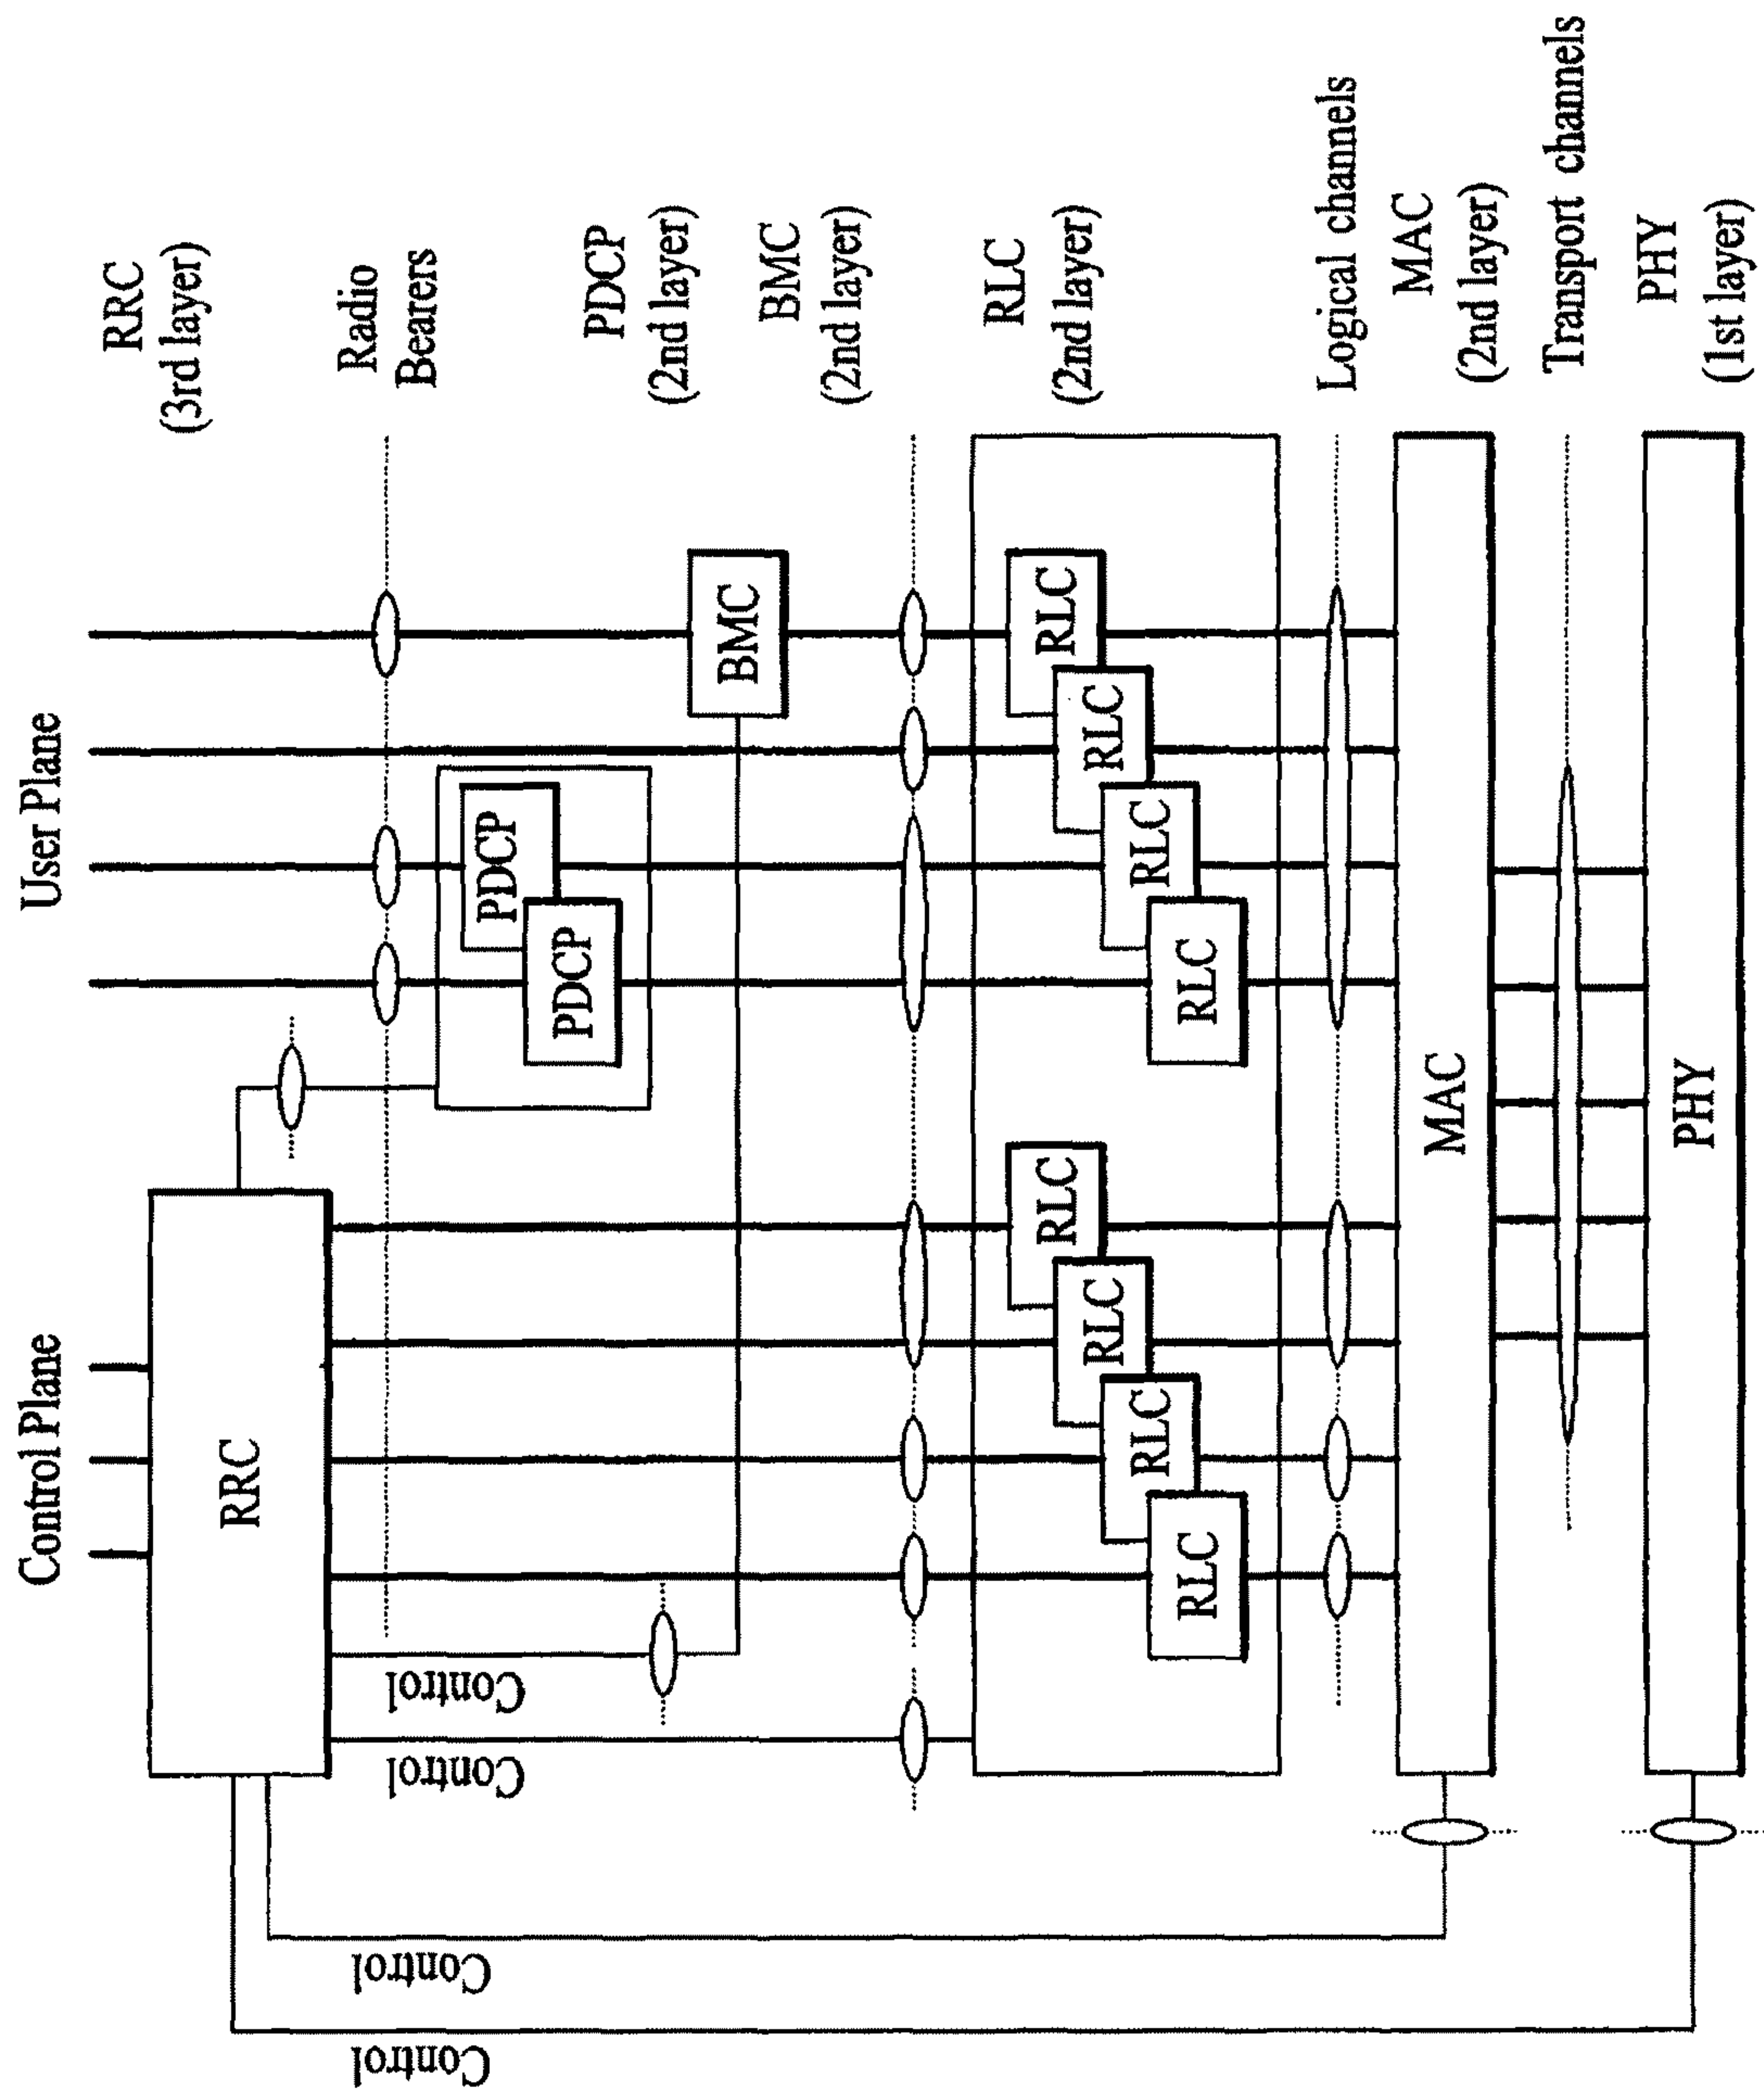 Control Plane
User Plane
RRC
(3rd layer)
RRC
Radio
Bearers
Control
Control
Control
Control
PDCP
PDCP
PDCP
(2nd layer)
BMC
BMC
(2nd layer)
RLC
RLC
RLC
RLC
RLC
RLC
RLC
RLC
RLC
(2nd layer)
Logical channels
MAC
MAC
(2nd layer)
Transport channels
PHY
PHY
(1st layer)